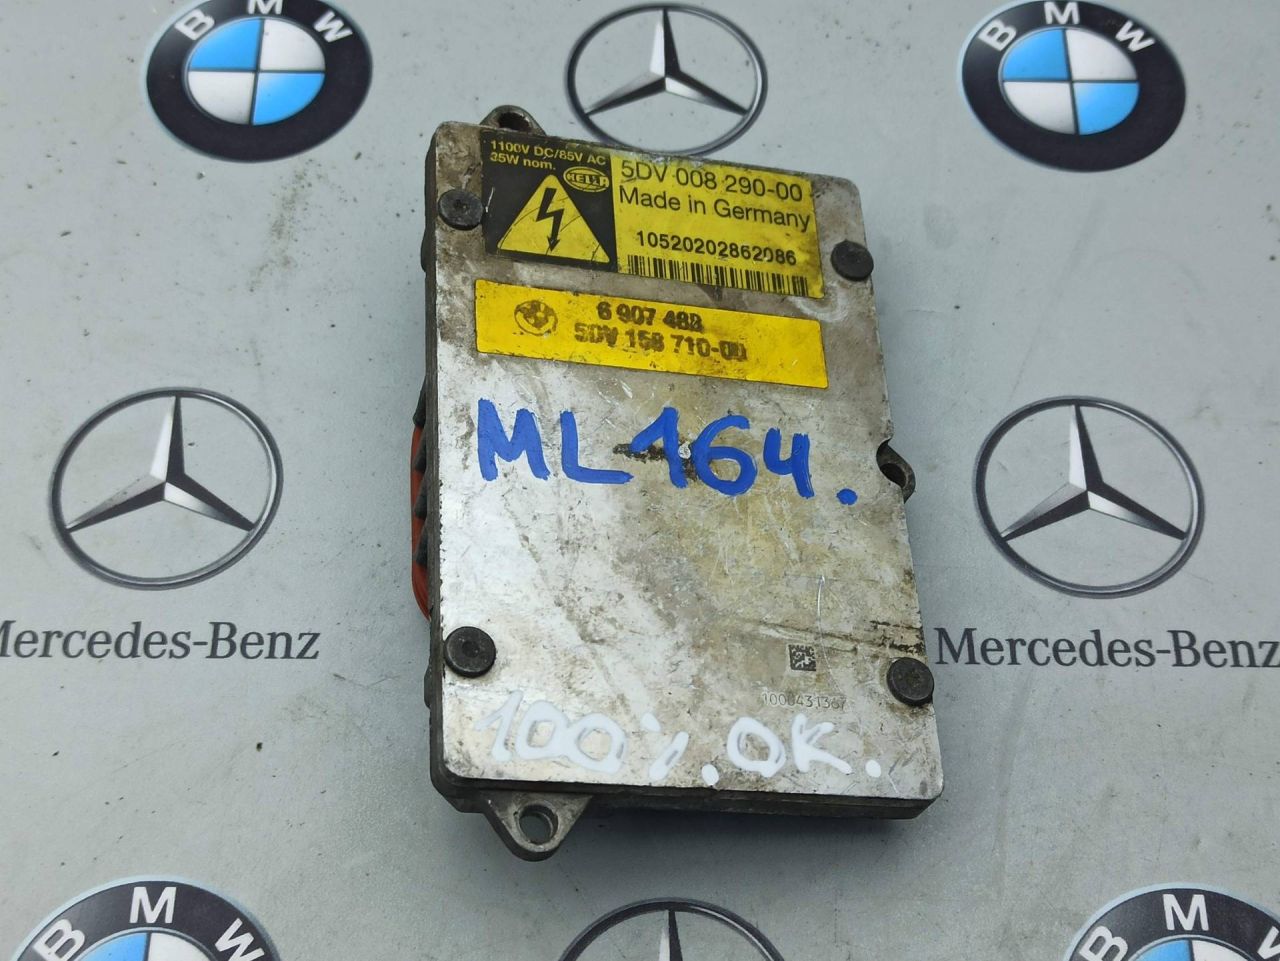 BMW
BMW
1100V DC/85V AC
35W nom.
HELLA
5DV 008 290-00
Made in Germany
10520202862086
6 907 488
5DV 158 710-00
ML164.
Mercedes-Benz
Mercedes-Benz
1000431367
100%. OK.
BMW
BMW